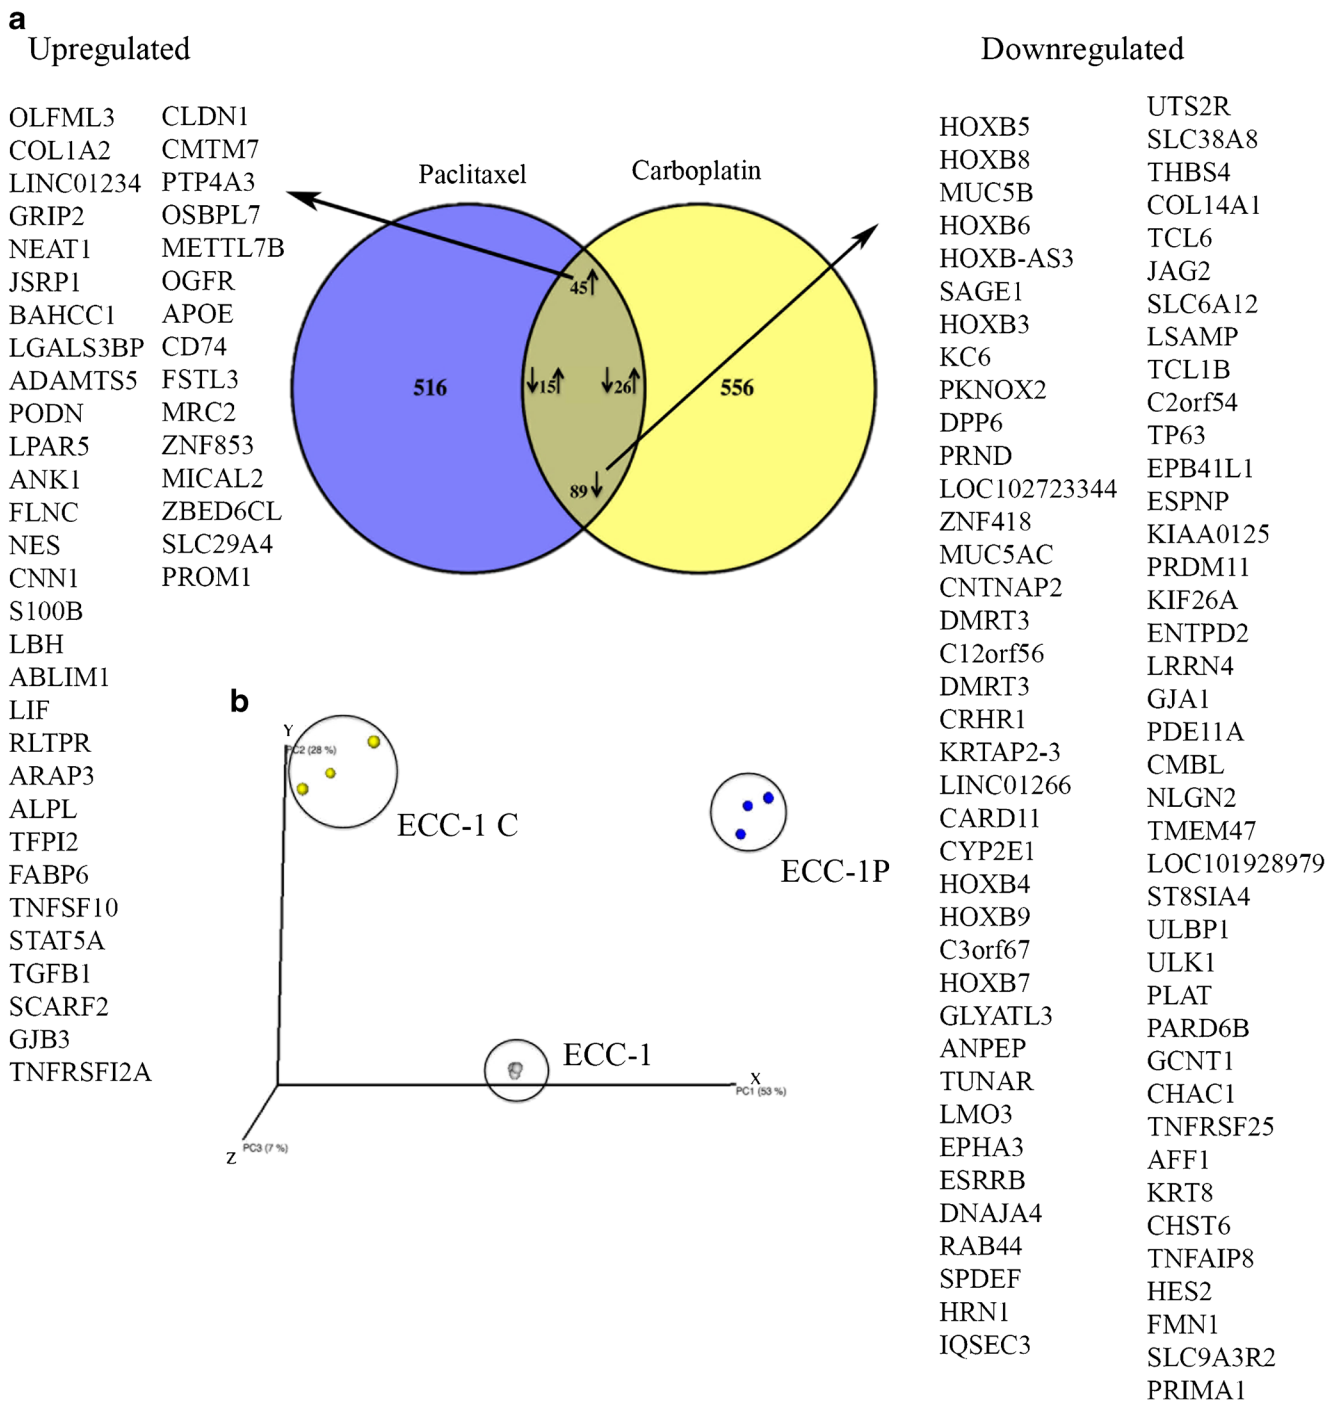 a
Upregulated
OLFML3
COL1A2
LINC01234
GRIP2
NEAT1
JSRP1
BAHCC1
LGALS3BP
ADAMTS5
PODN
LPAR5
ANK1
FLNC
NES
CNN1
S100B
LBH
ABLIM1
LIF
RLTPR
ARAP3
ALPL
TFPI2
FABP6
TNFSF10
STAT5A
TGFB1
SCARF2
GJB3
TNFRSFI2A
CLDN1
CMTM7
PTP4A3
OSBPL7
METTL7B
OGFR
APOE
CD74
FSTL3
MRC2
ZNF853
MICAL2
ZBED6CL
SLC29A4
PROM1
Paclitaxel
Carboplatin
45↑
516
↓15↑
↓26↑
556
89↓
Downregulated
HOXB5
HOXB8
MUC5B
HOXB6
HOXB-AS3
SAGE1
HOXB3
KC6
PKNOX2
DPP6
PRND
LOC102723344
ZNF418
MUC5AC
CNTNAP2
DMRT3
C12orf56
DMRT3
CRHR1
KRTAP2-3
LINC01266
CARD11
CYP2E1
HOXB4
HOXB9
C3orf67
HOXB7
GLYATL3
ANPEP
TUNAR
LMO3
EPHA3
ESRRB
DNAJA4
RAB44
SPDEF
HRN1
IQSEC3
UTS2R
SLC38A8
THBS4
COL14A1
TCL6
JAG2
SLC6A12
LSAMP
TCL1B
C2orf54
TP63
EPB41L1
ESPNP
KIAA0125
PRDM11
KIF26A
ENTPD2
LRRN4
GJA1
PDE11A
CMBL
NLGN2
TMEM47
LOC101928979
ST8SIA4
ULBP1
ULK1
PLAT
PARD6B
GCNT1
CHAC1
TNFRSF25
AFF1
KRT8
CHST6
TNFAIP8
HES2
FMN1
SLC9A3R2
PRIMA1
b
Y
PC2 (28 %)
ECC-1 C
ECC-1P
ECC-1
X
PC1 (53 %)
Z
PC3 (7 %)